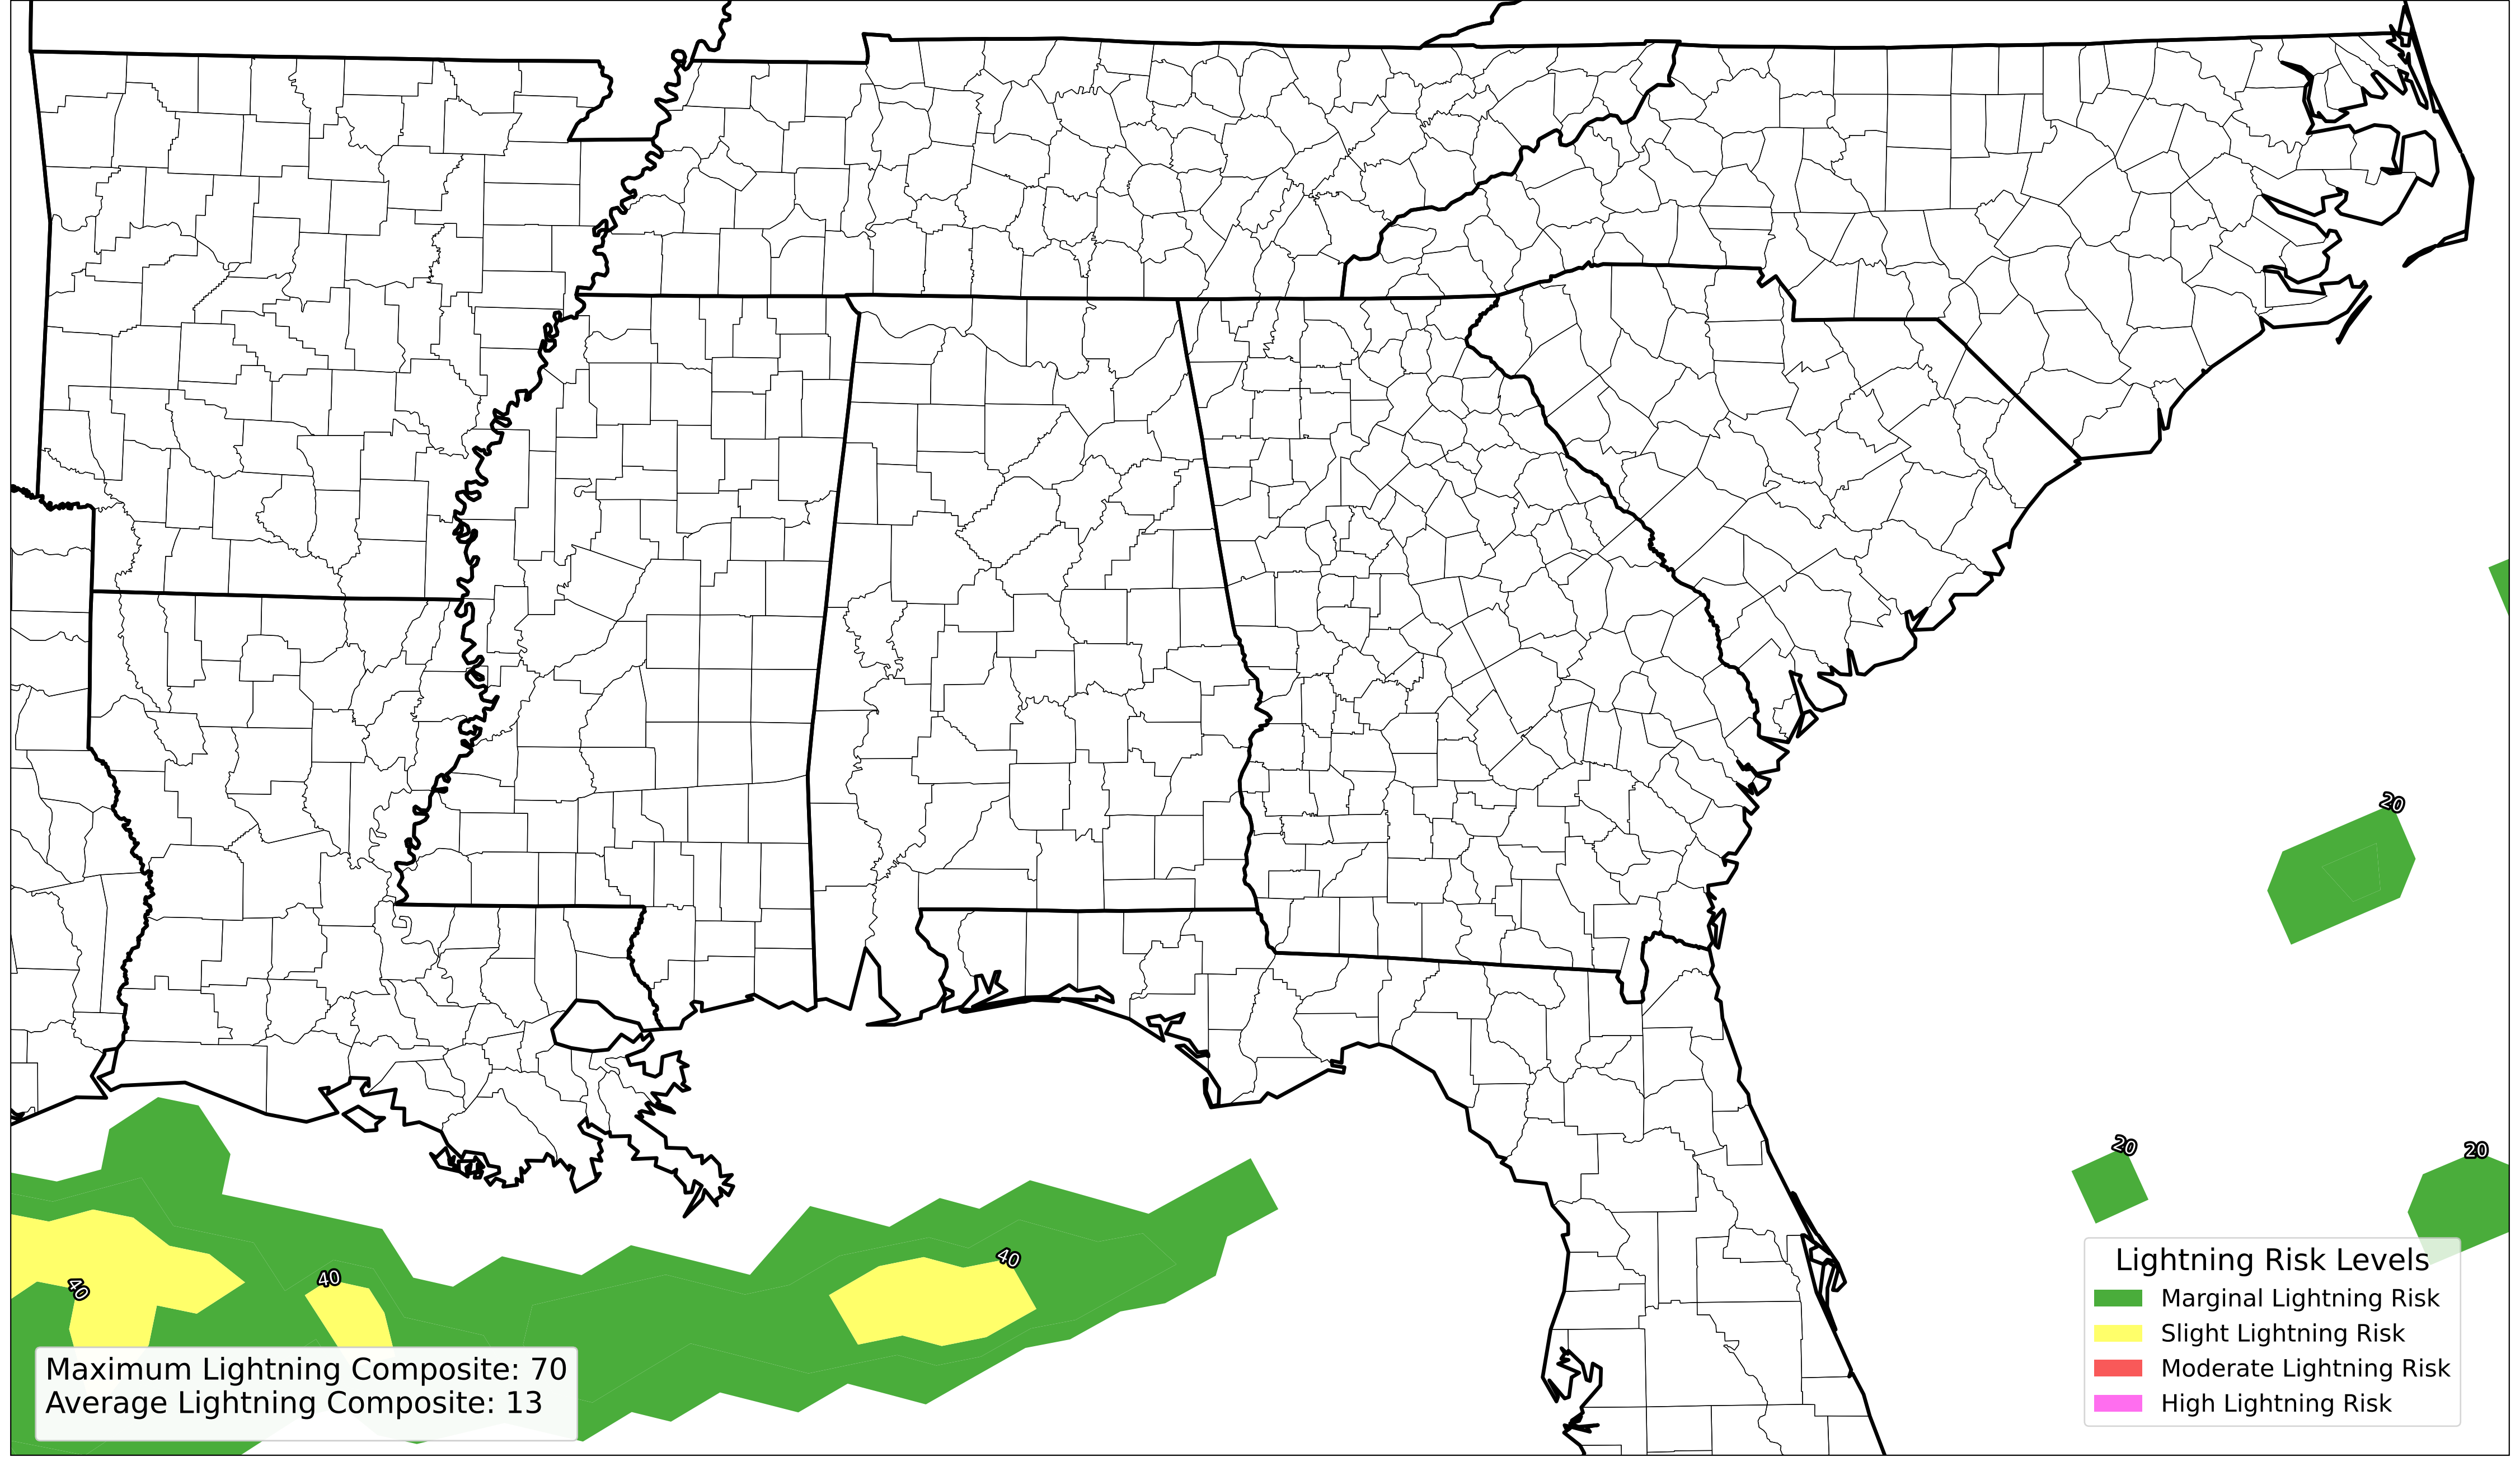 20
20
20
40
40
40
Lightning Risk Levels
Marginal Lightning Risk
Slight Lightning Risk
Moderate Lightning Risk
High Lightning Risk
Maximum Lightning Composite: 70
Average Lightning Composite: 13